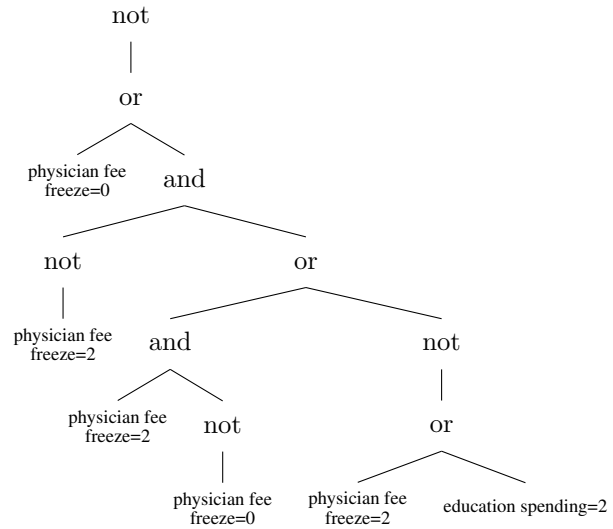 not
or
physician fee
freeze=0
and
not
or
physician fee
freeze=2
and
not
physician fee
freeze=2
not
or
physician fee
freeze=0
physician fee
freeze=2
education spending=2